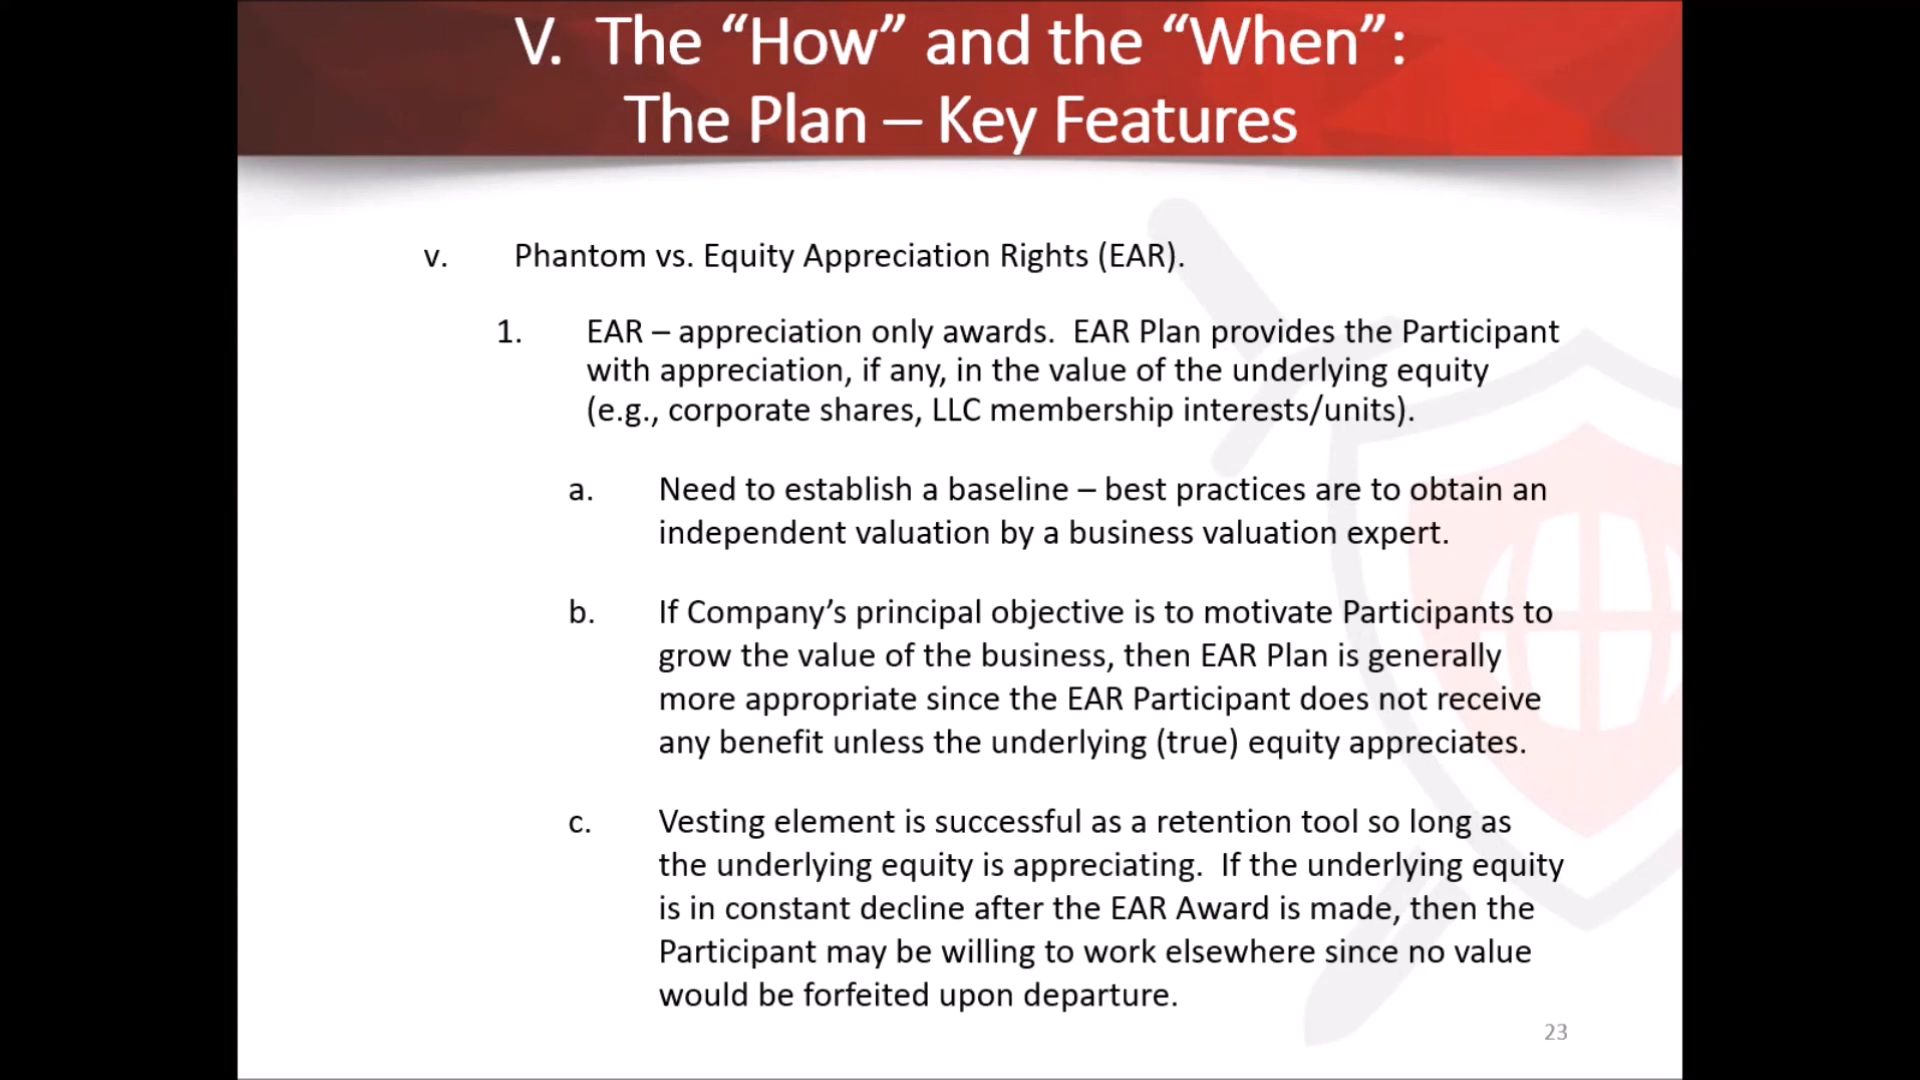 V. The “How” and the “When”:
The Plan – Key Features
v. Phantom vs. Equity Appreciation Rights (EAR).
1. EAR – appreciation only awards. EAR Plan provides the Participant
with appreciation, if any, in the value of the underlying equity
(e.g., corporate shares, LLC membership interests/units).
a. Need to establish a baseline – best practices are to obtain an
independent valuation by a business valuation expert.
b. If Company’s principal objective is to motivate Participants to
grow the value of the business, then EAR Plan is generally
more appropriate since the EAR Participant does not receive
any benefit unless the underlying (true) equity appreciates.
c. Vesting element is successful as a retention tool so long as
the underlying equity is appreciating. If the underlying equity
is in constant decline after the EAR Award is made, then the
Participant may be willing to work elsewhere since no value
would be forfeited upon departure.
23